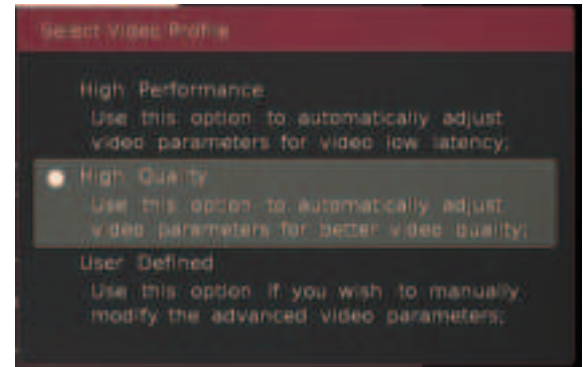 Select Video Profile
High Performance
Use this option to automatically adjust
video parameters for video low latency;
High Quality
Use this option to automatically adjust
video parameters for better video quality;
User Defined
Use this option if you wish to manually
modify the advanced video parameters;